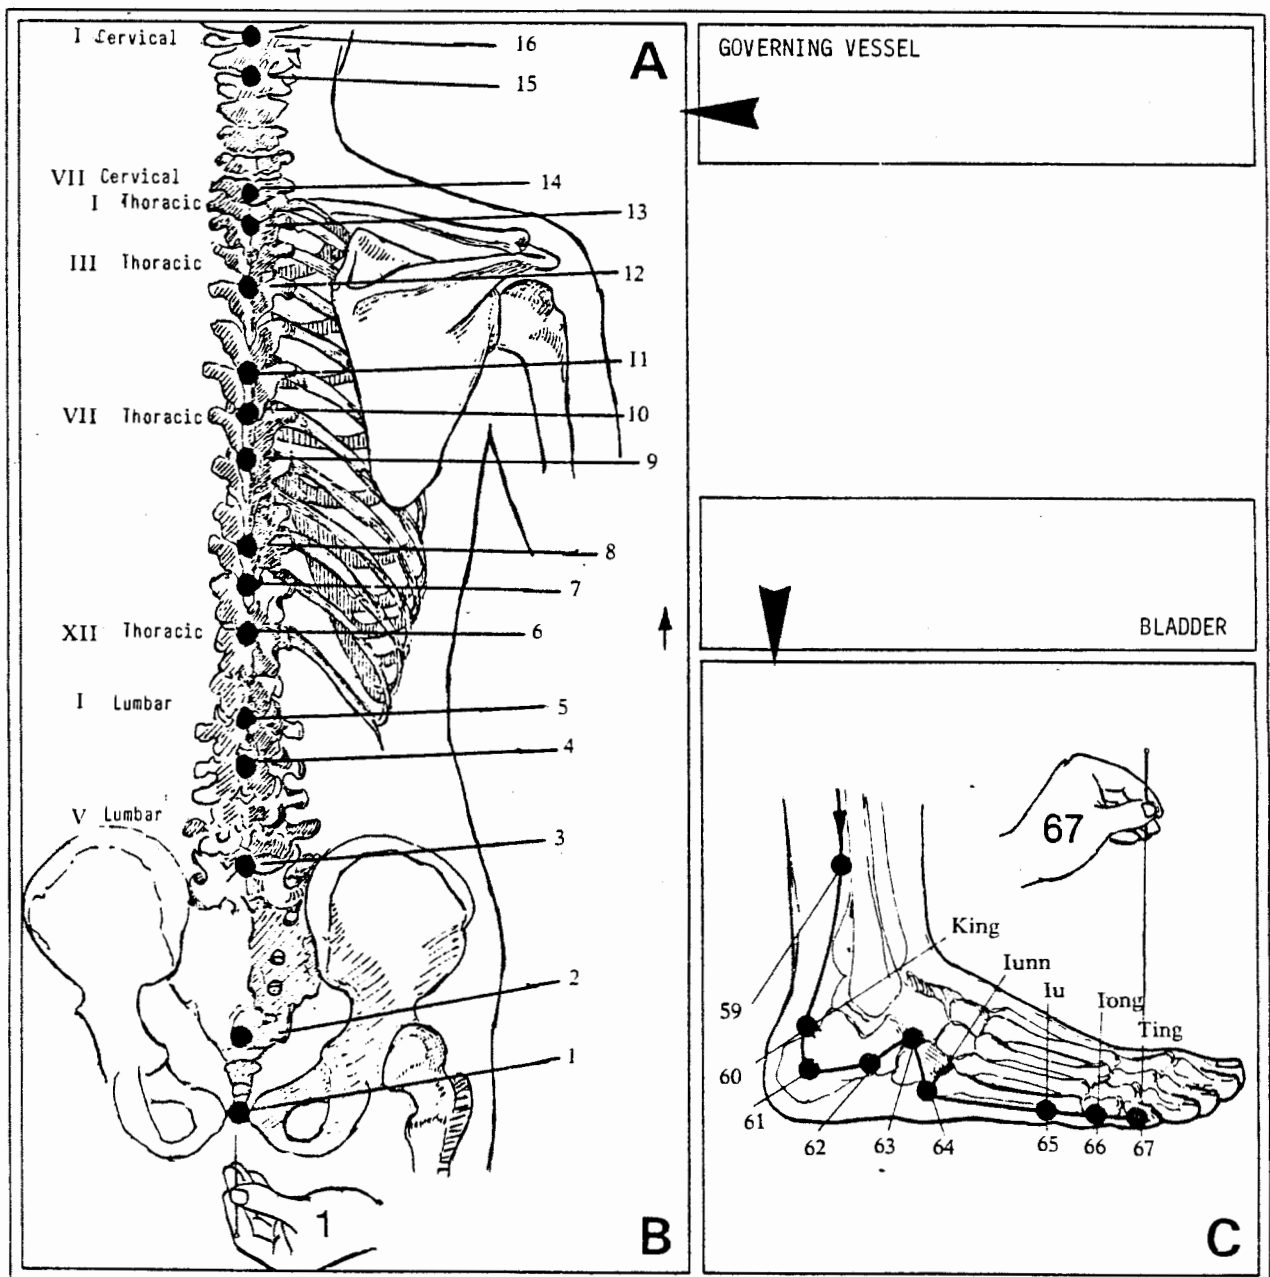 I Cervical
16
A
15
VII Cervical
14
I Thoracic
13
III Thoracic
12
11
VII Thoracic
10
9
8
7
XII Thoracic
6
I Lumbar
5
4
V Lumbar
3
2
1
1
B
GOVERNING VESSEL
BLADDER
67
King
Iunn
Iu
Iong
Ting
59
60
61
62
63
64
65
66
67
C